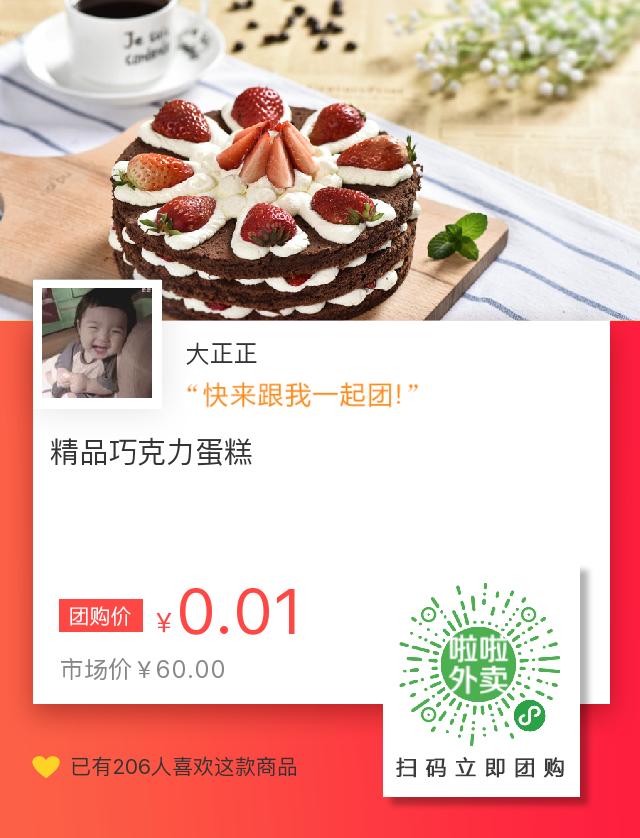 大正正
“快来跟我一起团!”
精品巧克力蛋糕
团购价 ¥0.01
市场价¥60.00
啦啦
外卖
已有206人喜欢这款商品
扫码立即团购